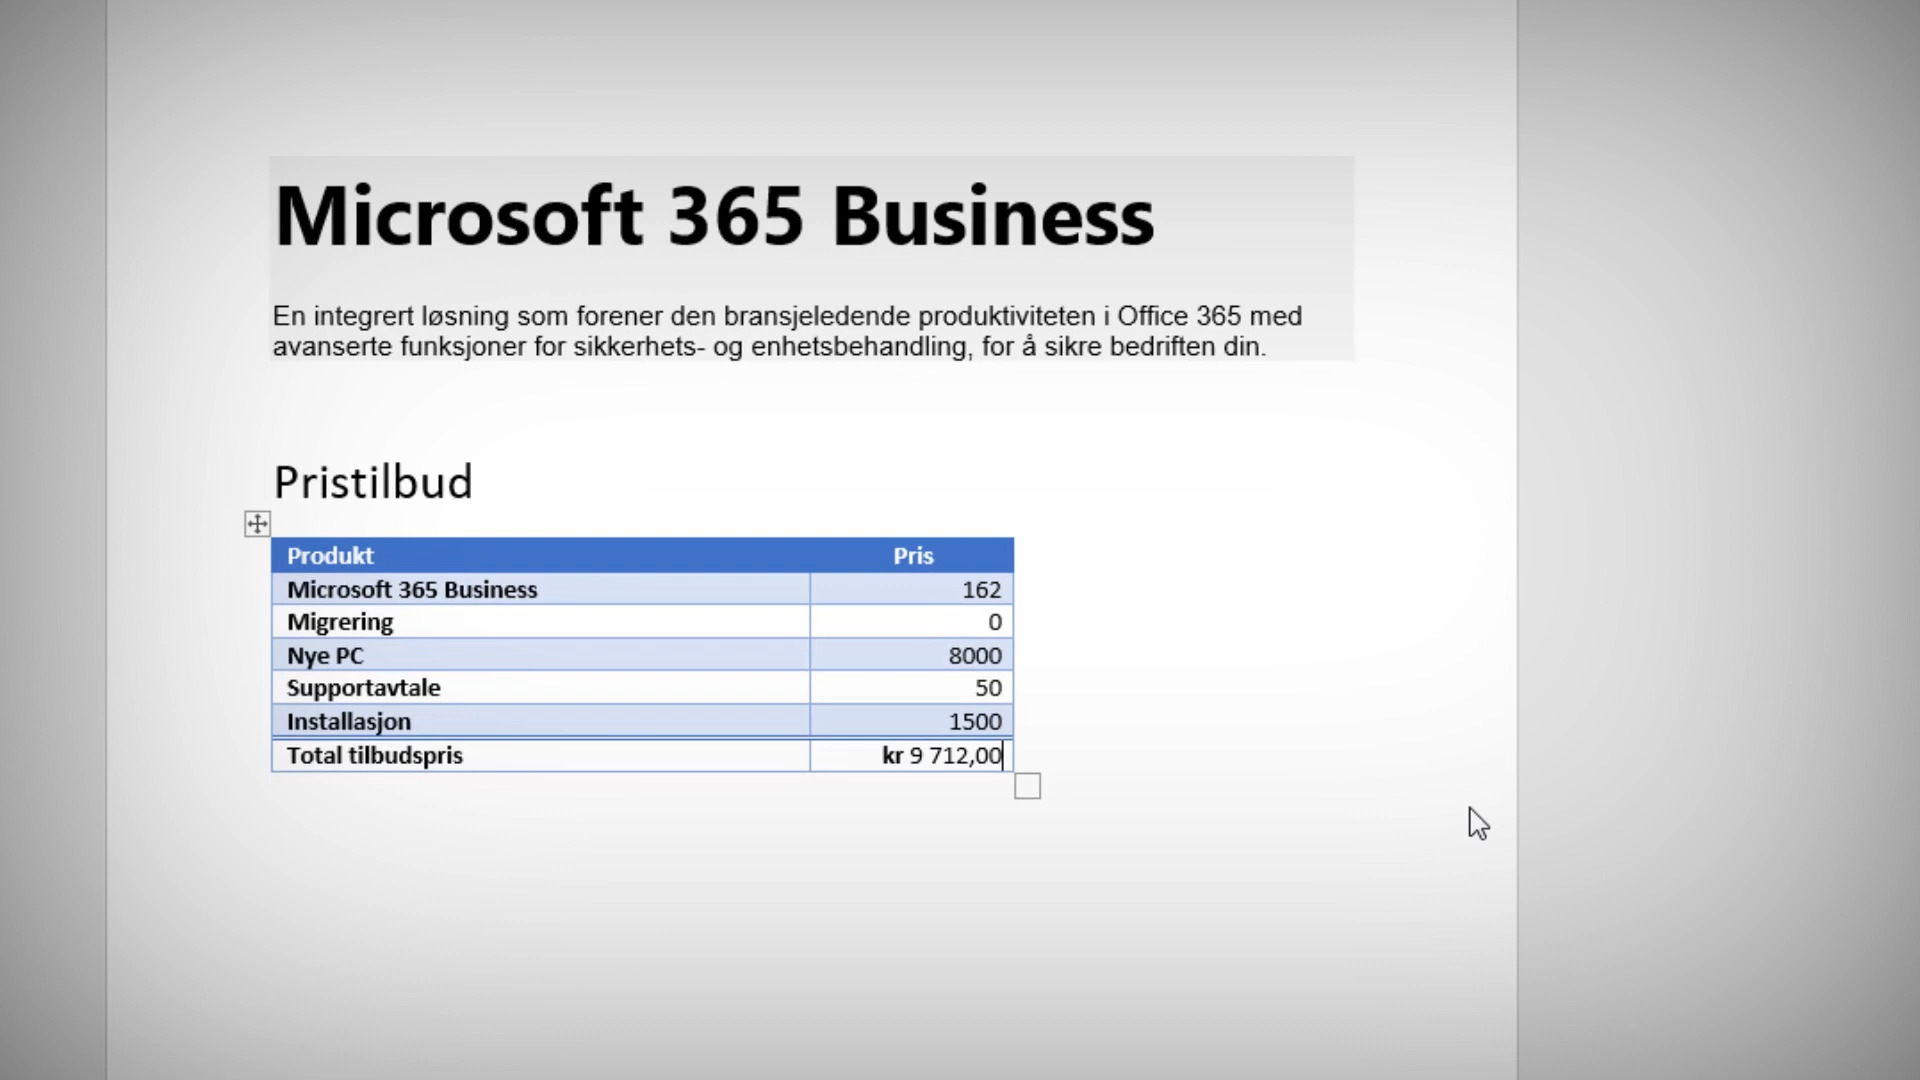 Microsoft 365 Business
En integrert løsning som forener den bransjeledende produktiviteten i Office 365 med
avanserte funksjoner for sikkerhets- og enhetsbehandling, for å sikre bedriften din.
Pristilbud
Produkt Pris
Microsoft 365 Business 162
Migrering 0
Nye PC 8000
Supportavtale 50
Installasjon 1500
Total tilbudspris kr 9 712,00